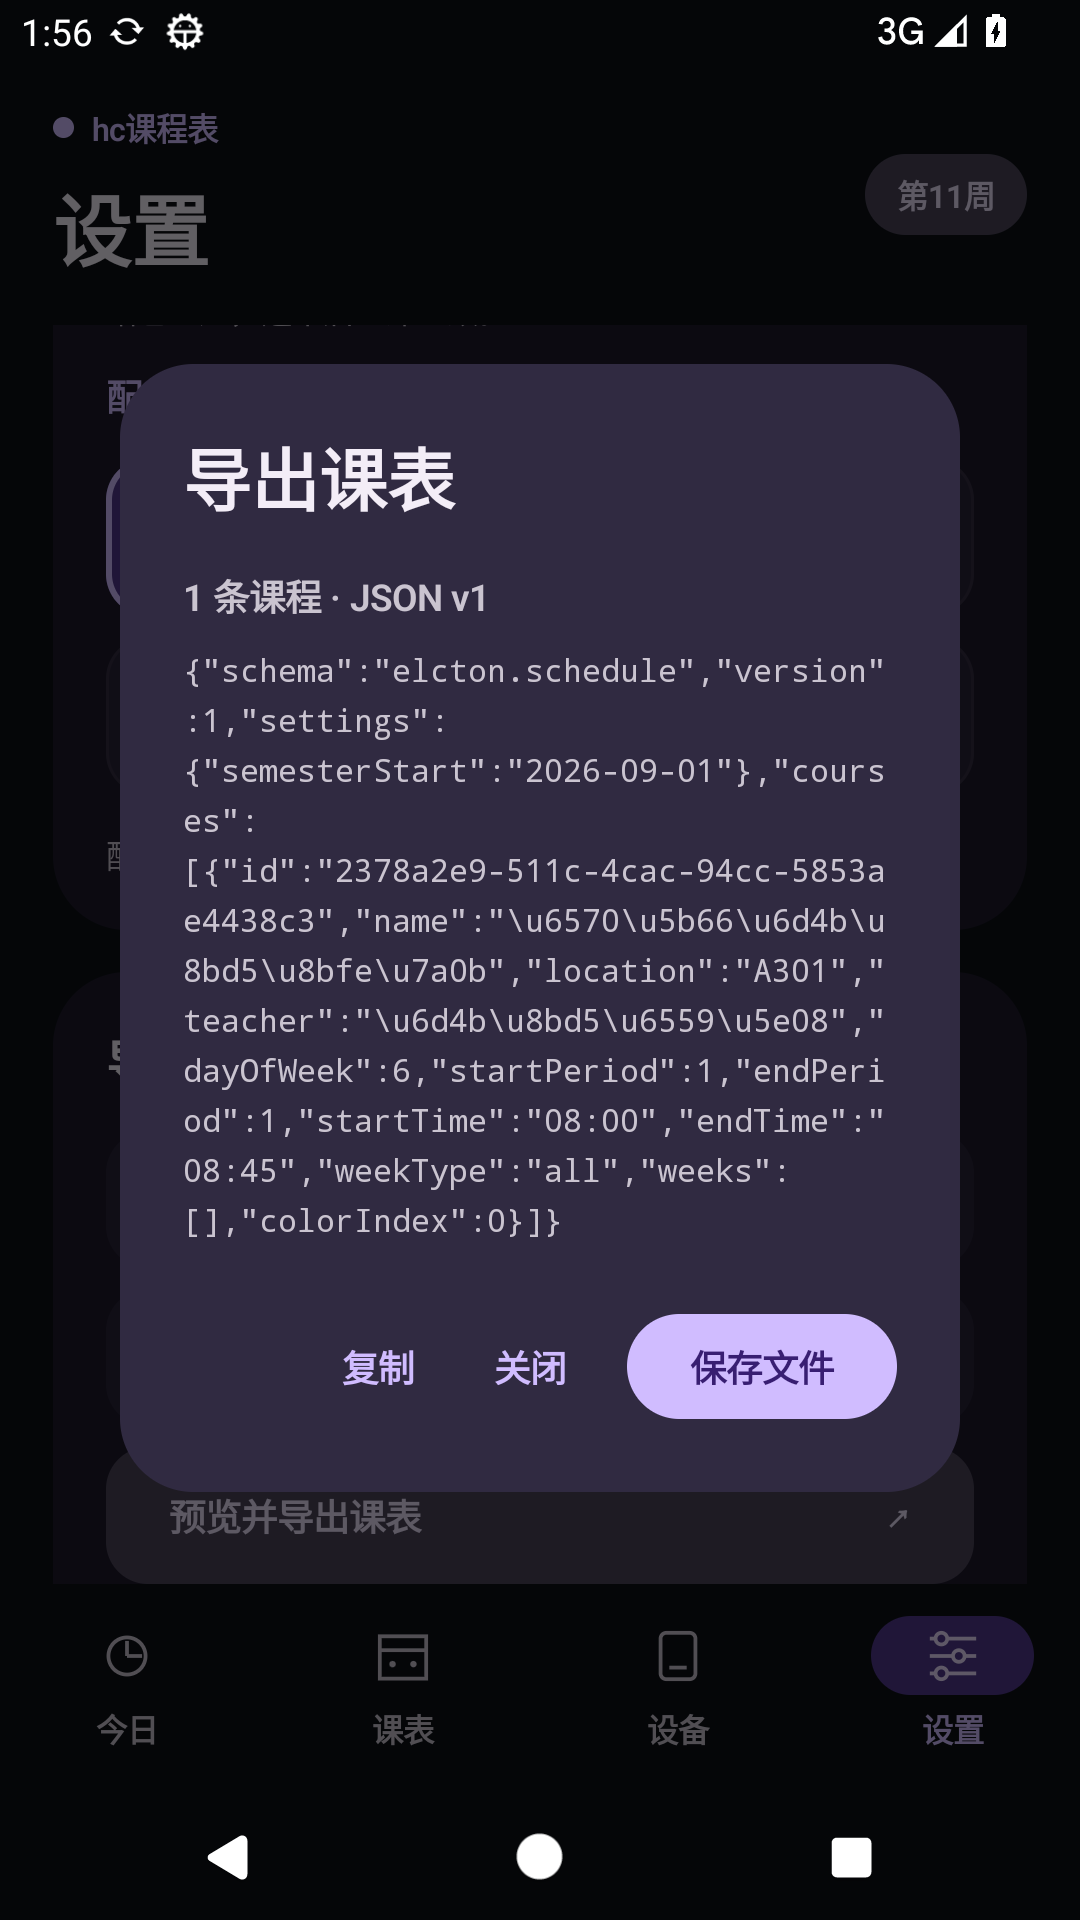 1:56
3G
hc课程表
设置
第11周
导出课表
1 条课程 · JSON v1
{"schema":"elcton.schedule","version"
:1,"settings":
{"semesterStart":"2026-09-01"},"cours
es":
[{"id":"2378a2e9-511c-4cac-94cc-5853a
e4438c3","name":"\u6570\u5b66\u6d4b\u
8bd5\u8bfe\u7a0b","location":"A301","
teacher":"\u6d4b\u8bd5\u6559\u5e08","
dayOfWeek":6,"startPeriod":1,"endPeri
od":1,"startTime":"08:00","endTime":"
08:45","weekType":"all","weeks":
[],"colorIndex":0}]}
复制
关闭
保存文件
预览并导出课表
今日
课表
设备
设置